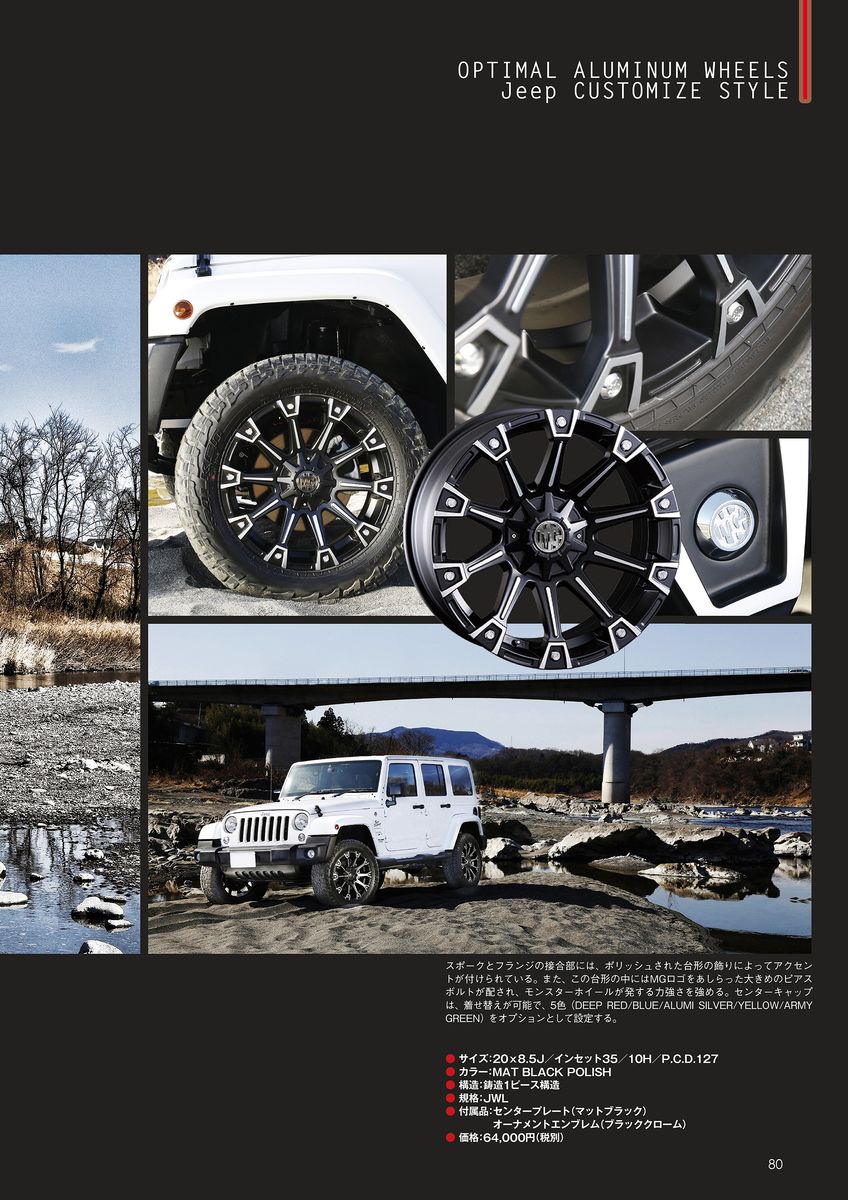 OPTIMAL ALUMINUM WHEELS
Jeep CUSTOMIZE STYLE
MG
スポークとフランジの接合部には、ポリッシュされた台形の飾りによってアクセン
トが付けられている。また、この台形の中にはMGロゴをあしらった大きめのピアス
ボルトが配され、モンスターホイールが発する力強さを強める。センターキャップ
は、着せ替えが可能で、5色（DEEP RED/BLUE/ALUMI SILVER/YELLOW/ARMY
GREEN）をオプションとして設定する。
●サイズ：20×8.5J／インセット35／10H／P.C.D.127
●カラー：MAT BLACK POLISH
●構造：鋳造1ピース構造
●規格：JWL
●付属品：センタープレート（マットブラック）
オーナメントエンブレム（ブラッククローム）
●価格：64,000円（税別）
80